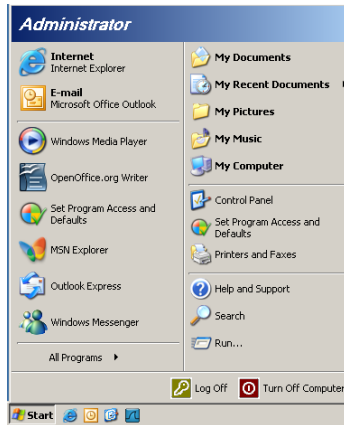 Administrator
Internet
Internet Explorer
E-mail
Microsoft Office Outlook
Windows Media Player
OpenOffice.org Writer
Set Program Access and
Defaults
MSN Explorer
Outlook Express
Windows Messenger
All Programs
My Documents
My Recent Documents
My Pictures
My Music
My Computer
Control Panel
Set Program Access and
Defaults
Printers and Faxes
Help and Support
Search
Run...
Log Off
Turn Off Computer
Start